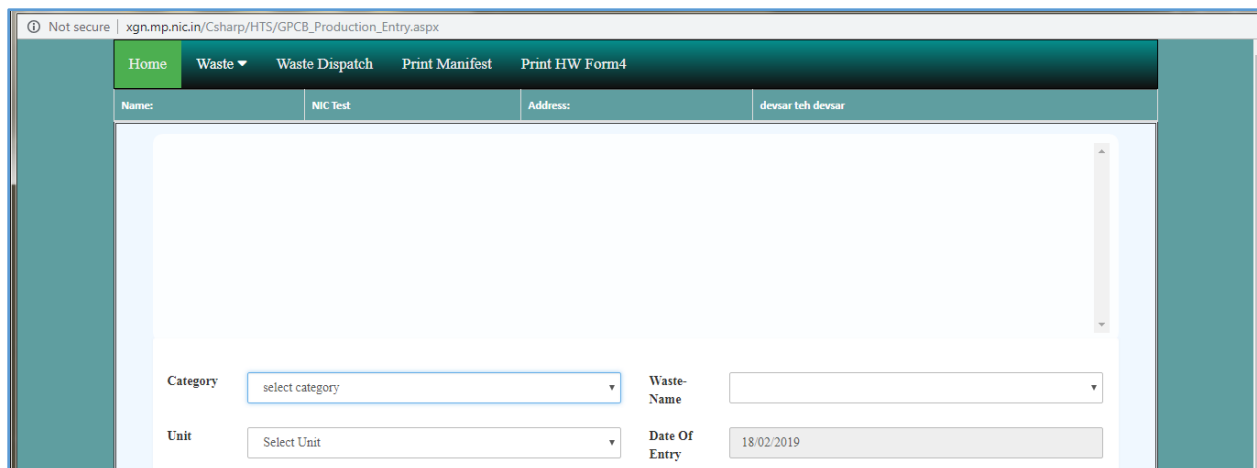 Not secure | xgn.mp.nic.in/Csharp/HTS/GPCB_Production_Entry.aspx
Home Waste Waste Dispatch Print Manifest Print HW Form4
Name: NIC Test Address: devsar teh devsar
Category select category Waste-
Name
Unit Select Unit Date Of
Entry 18/02/2019